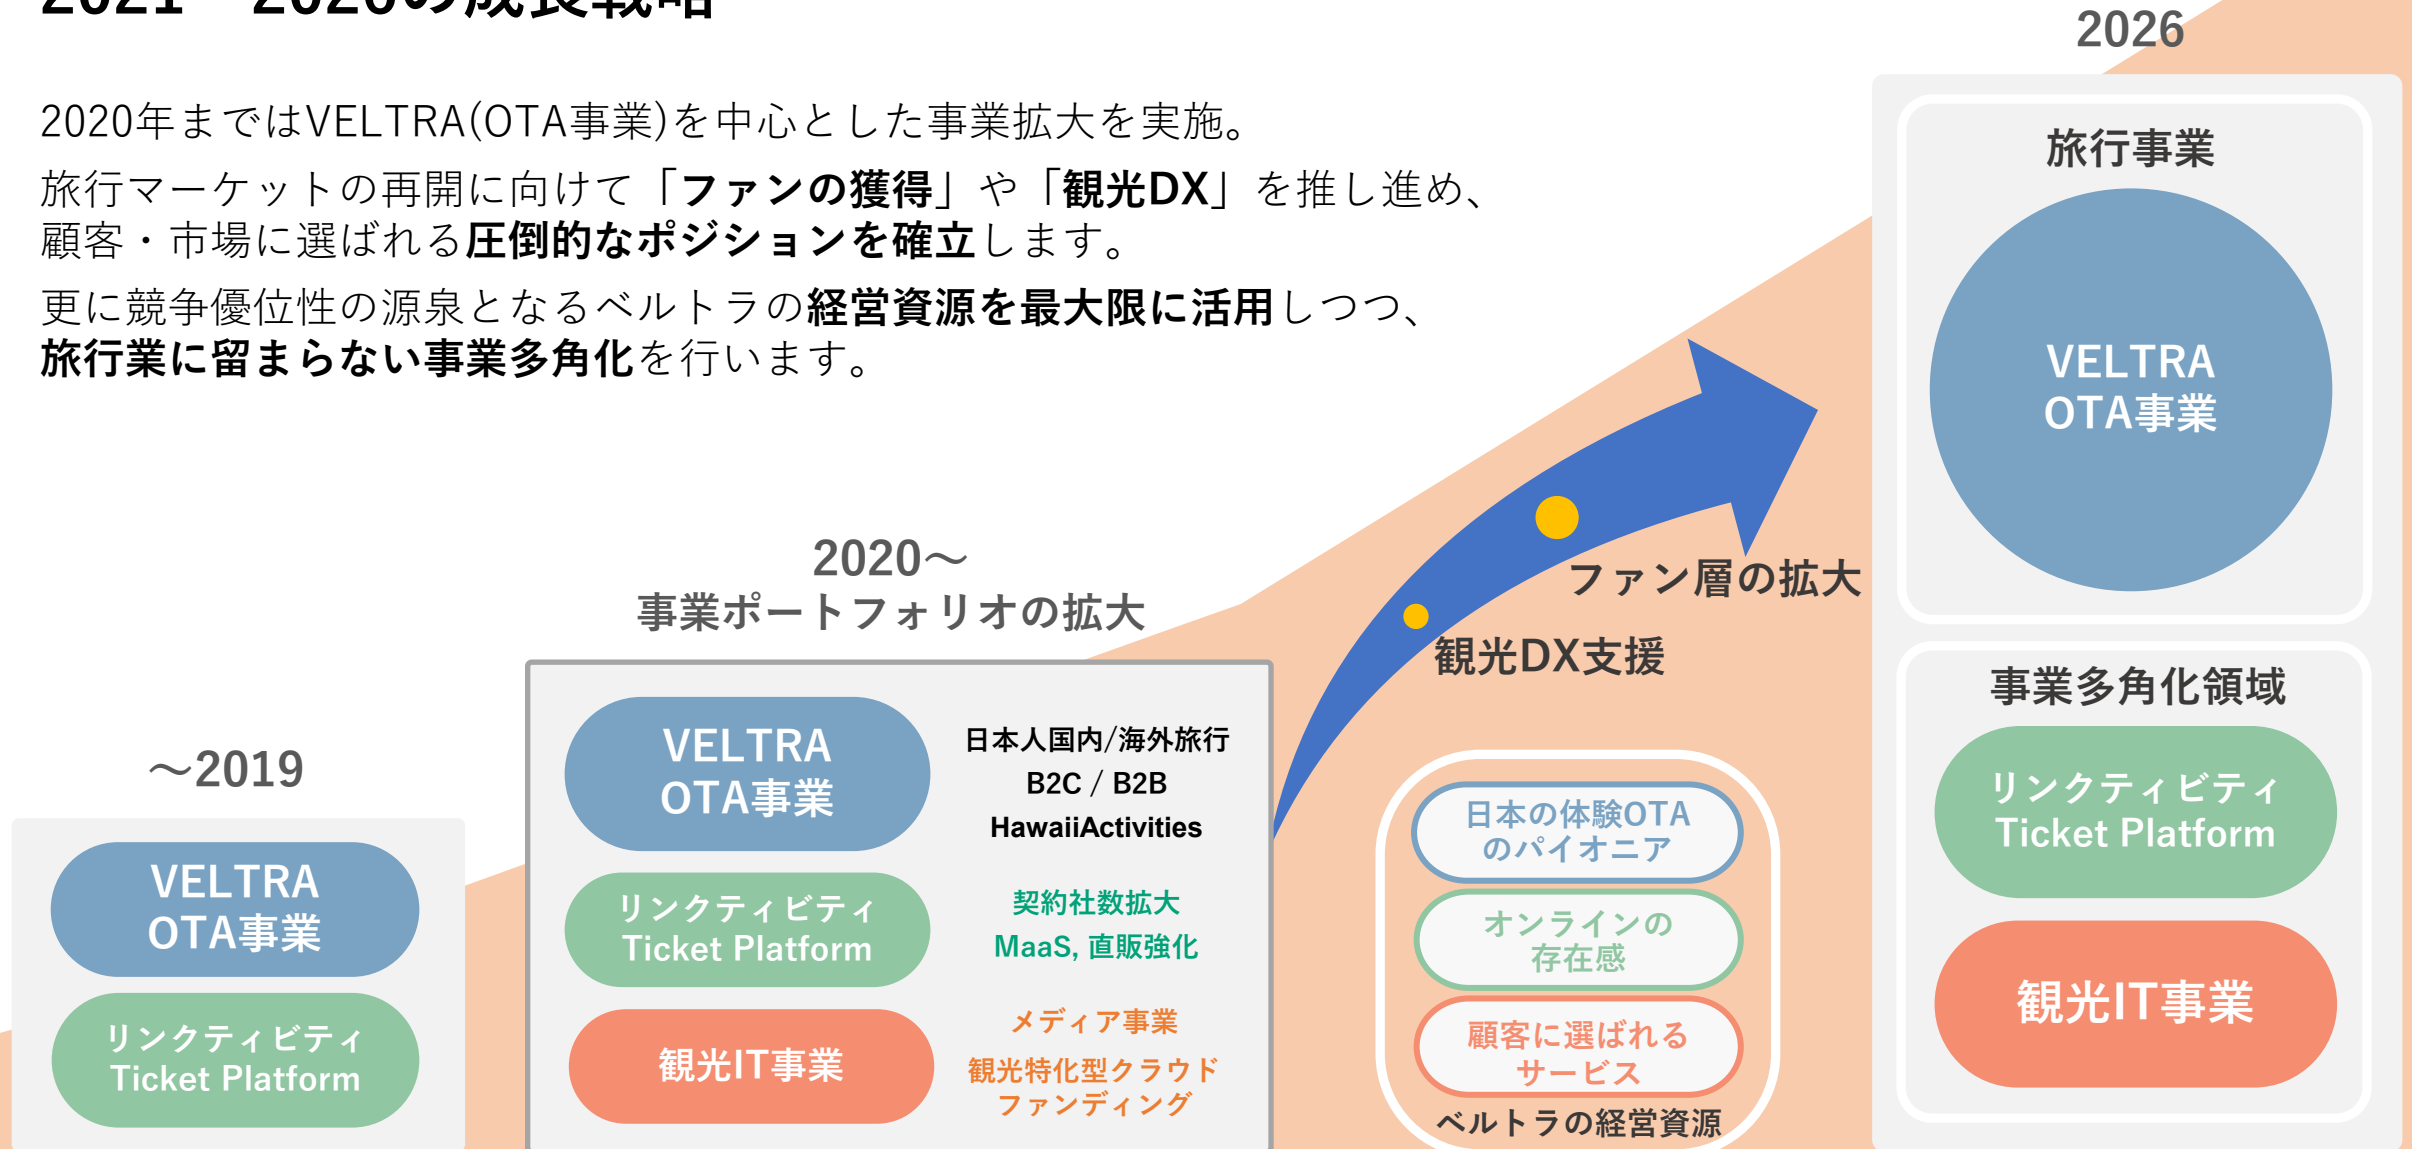 2021 2026の成長戦略
2020年まではVELTRA(OTA事業)を中心とした事業拡大を実施。
旅行マーケットの再開に向けて「ファンの獲得」や「観光DX」を推し進め、
顧客・市場に選ばれる圧倒的なポジションを確立します。
更に競争優位性の源泉となるベルトラの経営資源を最大限に活用しつつ、
旅行業に留まらない事業多角化を行います。
～2019
VELTRA
OTA事業
リンクティビティ
Ticket Platform
2020～
事業ポートフォリオの拡大
VELTRA
OTA事業
日本人国内/海外旅行
B2C / B2B
HawaiiActivities
リンクティビティ
Ticket Platform
契約社数拡大
MaaS, 直販強化
観光IT事業
メディア事業
観光特化型クラウド
ファンディング
ファン層の拡大
観光DX支援
日本の体験OTA
のパイオニア
オンラインの
存在感
顧客に選ばれる
サービス
ベルトラの経営資源
2026
旅行事業
VELTRA
OTA事業
事業多角化領域
リンクティビティ
Ticket Platform
観光IT事業